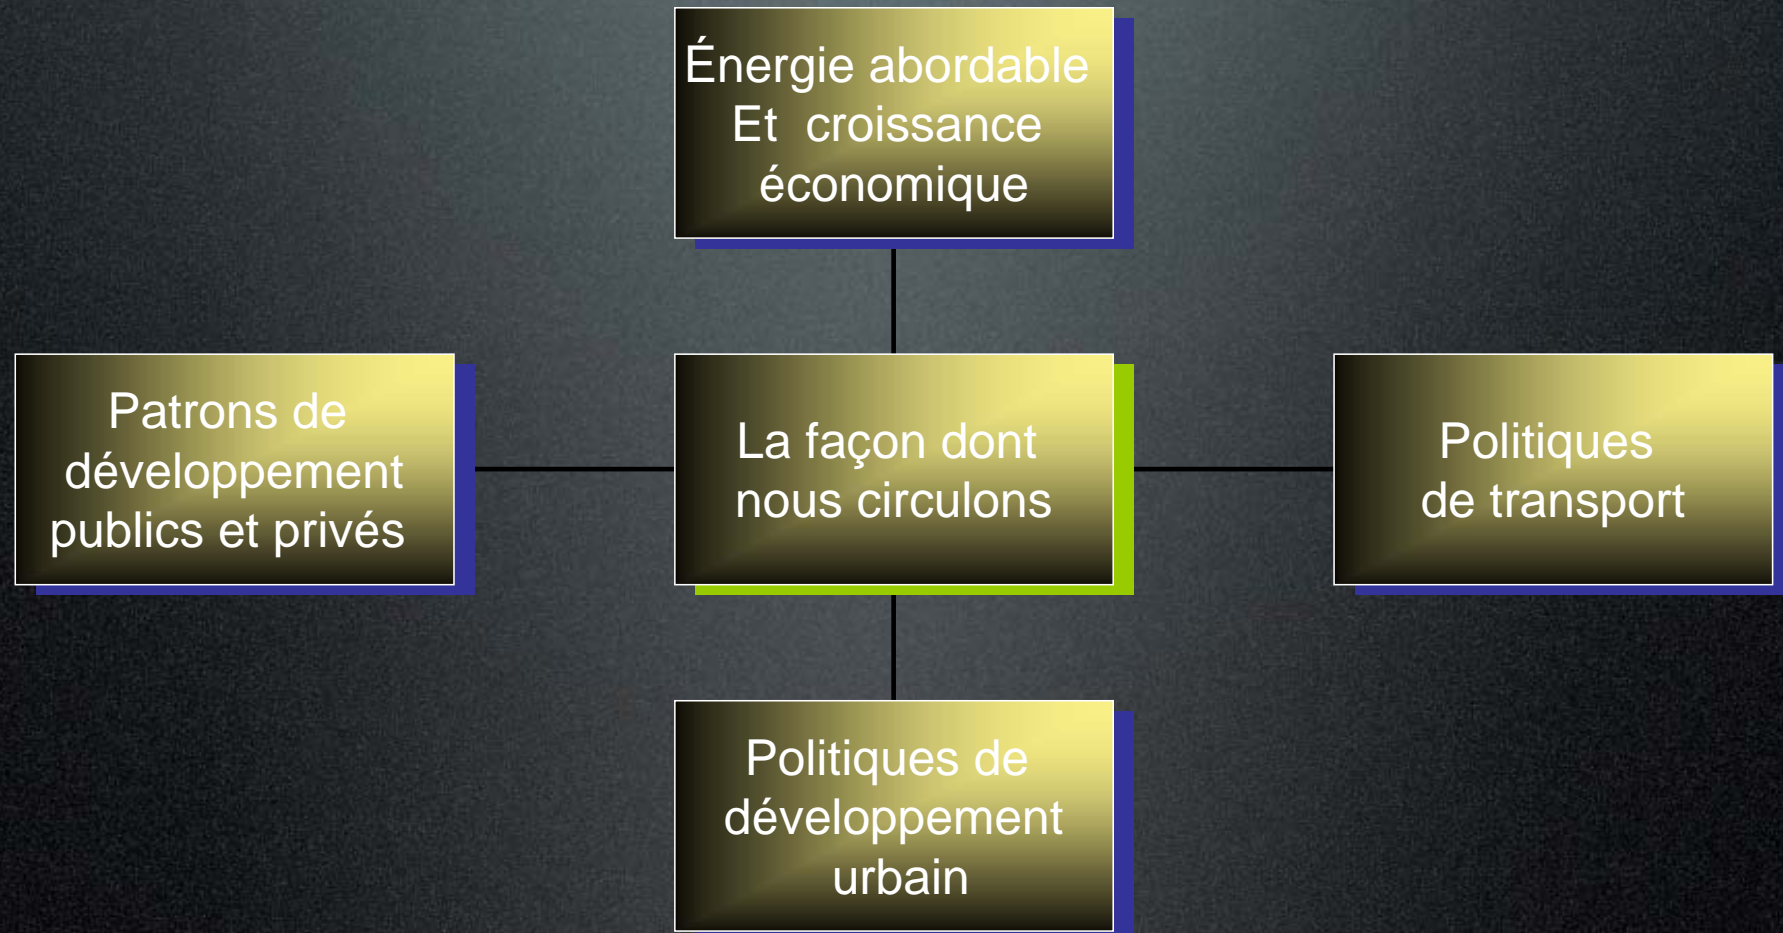 Énergie abordable
Et croissance
économique
Patrons de
développement
publics et privés
La façon dont
nous circulons
Politiques
de transport
Politiques de
développement
urbain